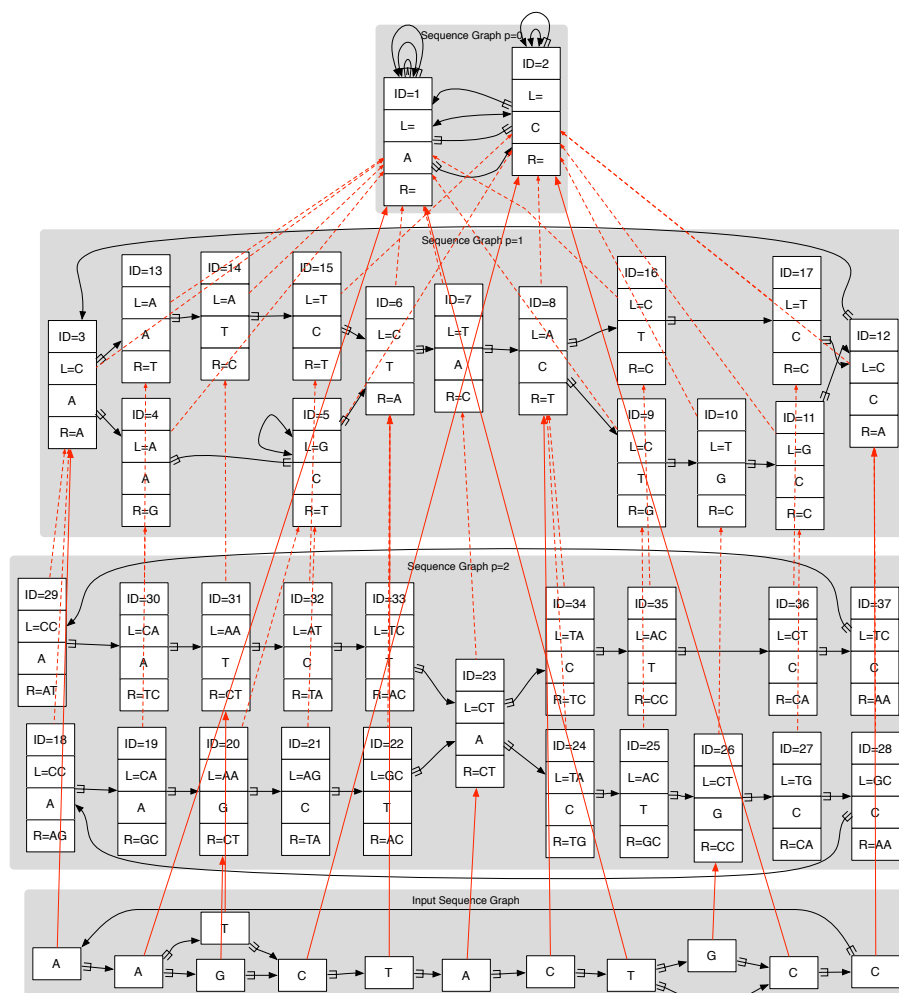 Sequence Graph p=0
ID=1
L=
A
R=
ID=2
L=
C
R=
Sequence Graph p=1
ID=3
L=C
A
R=A
ID=13
L=A
A
R=T
ID=14
L=A
T
R=C
ID=15
L=T
C
R=T
ID=6
L=C
T
R=A
ID=7
L=T
A
R=C
ID=8
L=A
C
R=T
ID=16
L=C
T
R=C
ID=17
L=T
C
R=C
ID=12
L=C
C
R=A
ID=4
L=A
A
R=G
ID=5
L=G
C
R=T
ID=9
L=C
T
R=G
ID=10
L=T
G
R=C
ID=11
L=G
C
R=C
Sequence Graph p=2
ID=29
L=CC
A
R=AT
ID=30
L=CA
A
R=TC
ID=31
L=AA
T
R=CT
ID=32
L=AT
C
R=TA
ID=33
L=TC
T
R=AC
ID=23
L=CT
A
R=CT
ID=34
L=TA
C
R=TC
ID=35
L=AC
T
R=CC
ID=36
L=CT
C
R=CA
ID=37
L=TC
C
R=AA
ID=18
L=CC
A
R=AG
ID=19
L=CA
A
R=GC
ID=20
L=AA
G
R=CT
ID=21
L=AG
C
R=TA
ID=22
L=GC
T
R=AC
ID=24
L=TA
C
R=TG
ID=25
L=AC
T
R=GC
ID=26
L=CT
G
R=CC
ID=27
L=TG
C
R=CA
ID=28
L=GC
C
R=AA
Input Sequence Graph
A
A
T
G
C
T
A
C
T
G
C
C